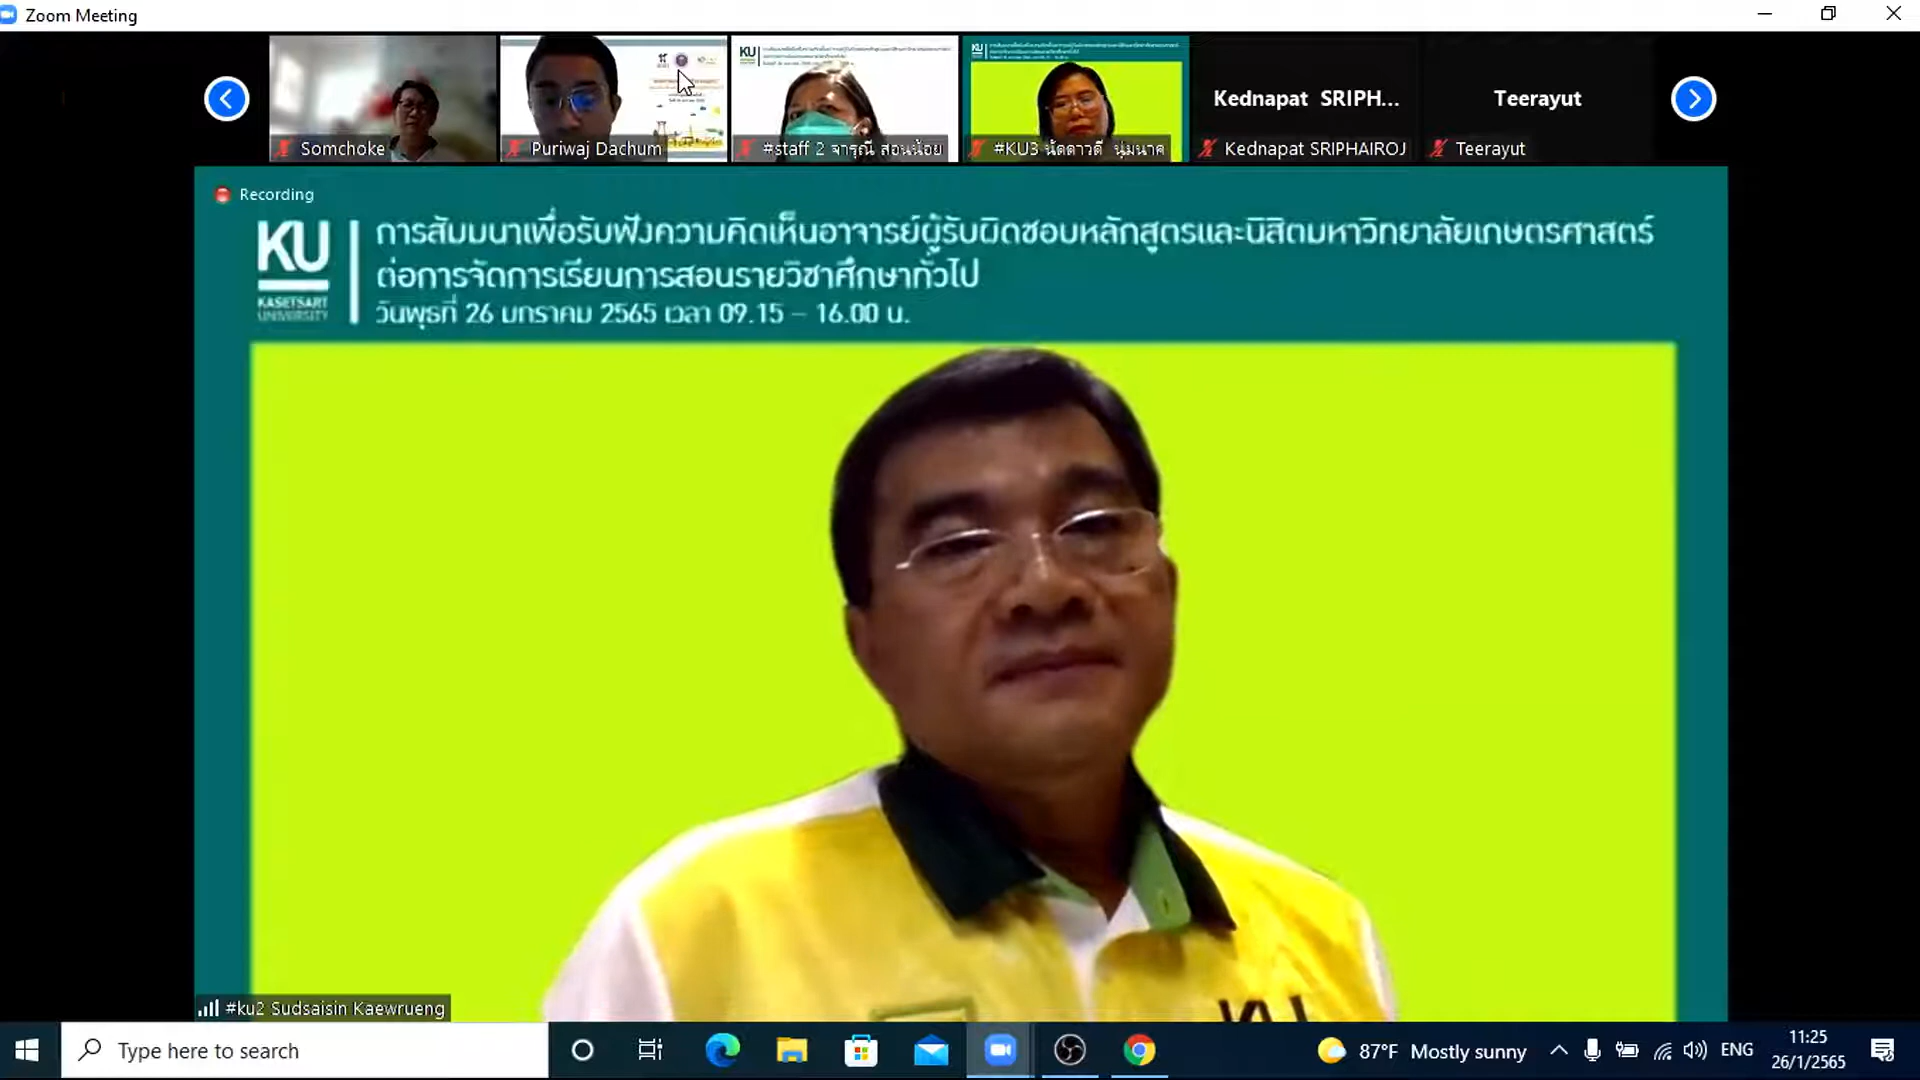 Zoom Meeting
Kednapat SRIPH...
Teerayut
Somchoke
Puriwaj Dachum
#staff 2 จารุณี สอนน้อย
#KU3 นัดดาวดี นุ่มนาค
Kednapat SRIPHAIROJ
Teerayut
KU
Recording
KU
KASETSART
UNIVERSITY
การสัมมนาเพื่อรับฟังความคิดเห็นอาจารย์ผู้รับผิดชอบหลักสูตรและนิสิตมหาวิทยาลัยเกษตรศาสตร์
ต่อการจัดการเรียนการสอนรายวิชาศึกษาทั่วไป
วันพุธที่ 26 มกราคม 2565 เวลา 09.15 – 16.00 น.
#ku2 Sudsaisin Kaewrueng
Type here to search
87°F Mostly sunny
ENG
11:25
26/1/2565